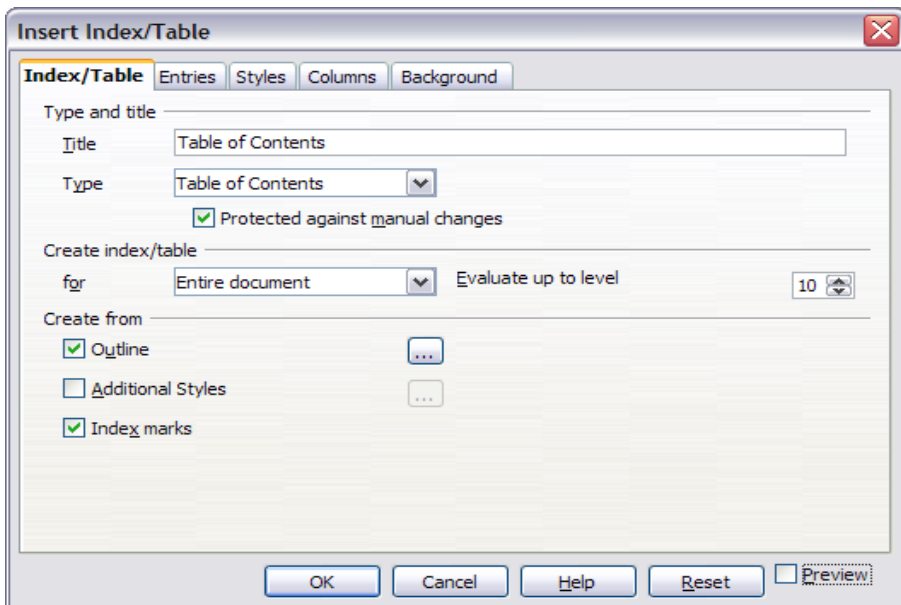 Insert Index/Table
Index/Table Entries Styles Columns Background
Type and title
Title Table of Contents
Type Table of Contents
Protected against manual changes
Create index/table
for Entire document Evaluate up to level 10
Create from
Outline ...
Additional Styles ...
Index marks
OK Cancel Help Reset Preview